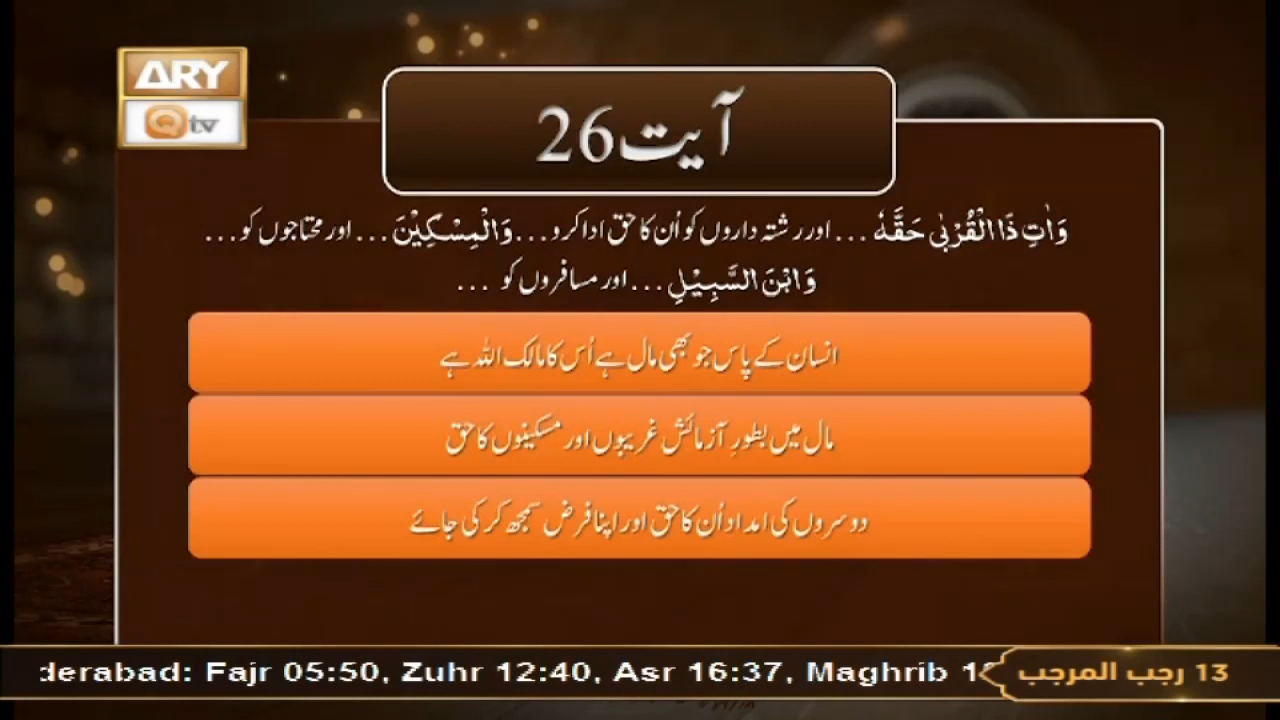 ARY
Qtv
آیت 26
وَاٰتِ ذَا الْقُرْبٰى حَقَّهٗ ... اور رشتہ داروں کو اُن کا حق ادا کرو ... وَالْمِسْكِيْنَ ... اور محتاجوں کو ...
وَابْنَ السَّبِيْلِ ... اور مسافروں کو ...
انسان کے پاس جو بھی مال ہے اُس کا مالک اللہ ہے
مال میں بطورِ آزمائش غریبوں اور مسکینوں کا حق
دوسروں کی امداد اُن کا حق اور اپنا فرض سمجھ کر کی جائے
derabad: Fajr 05:50, Zuhr 12:40, Asr 16:37, Maghrib
13 رجب المرجب